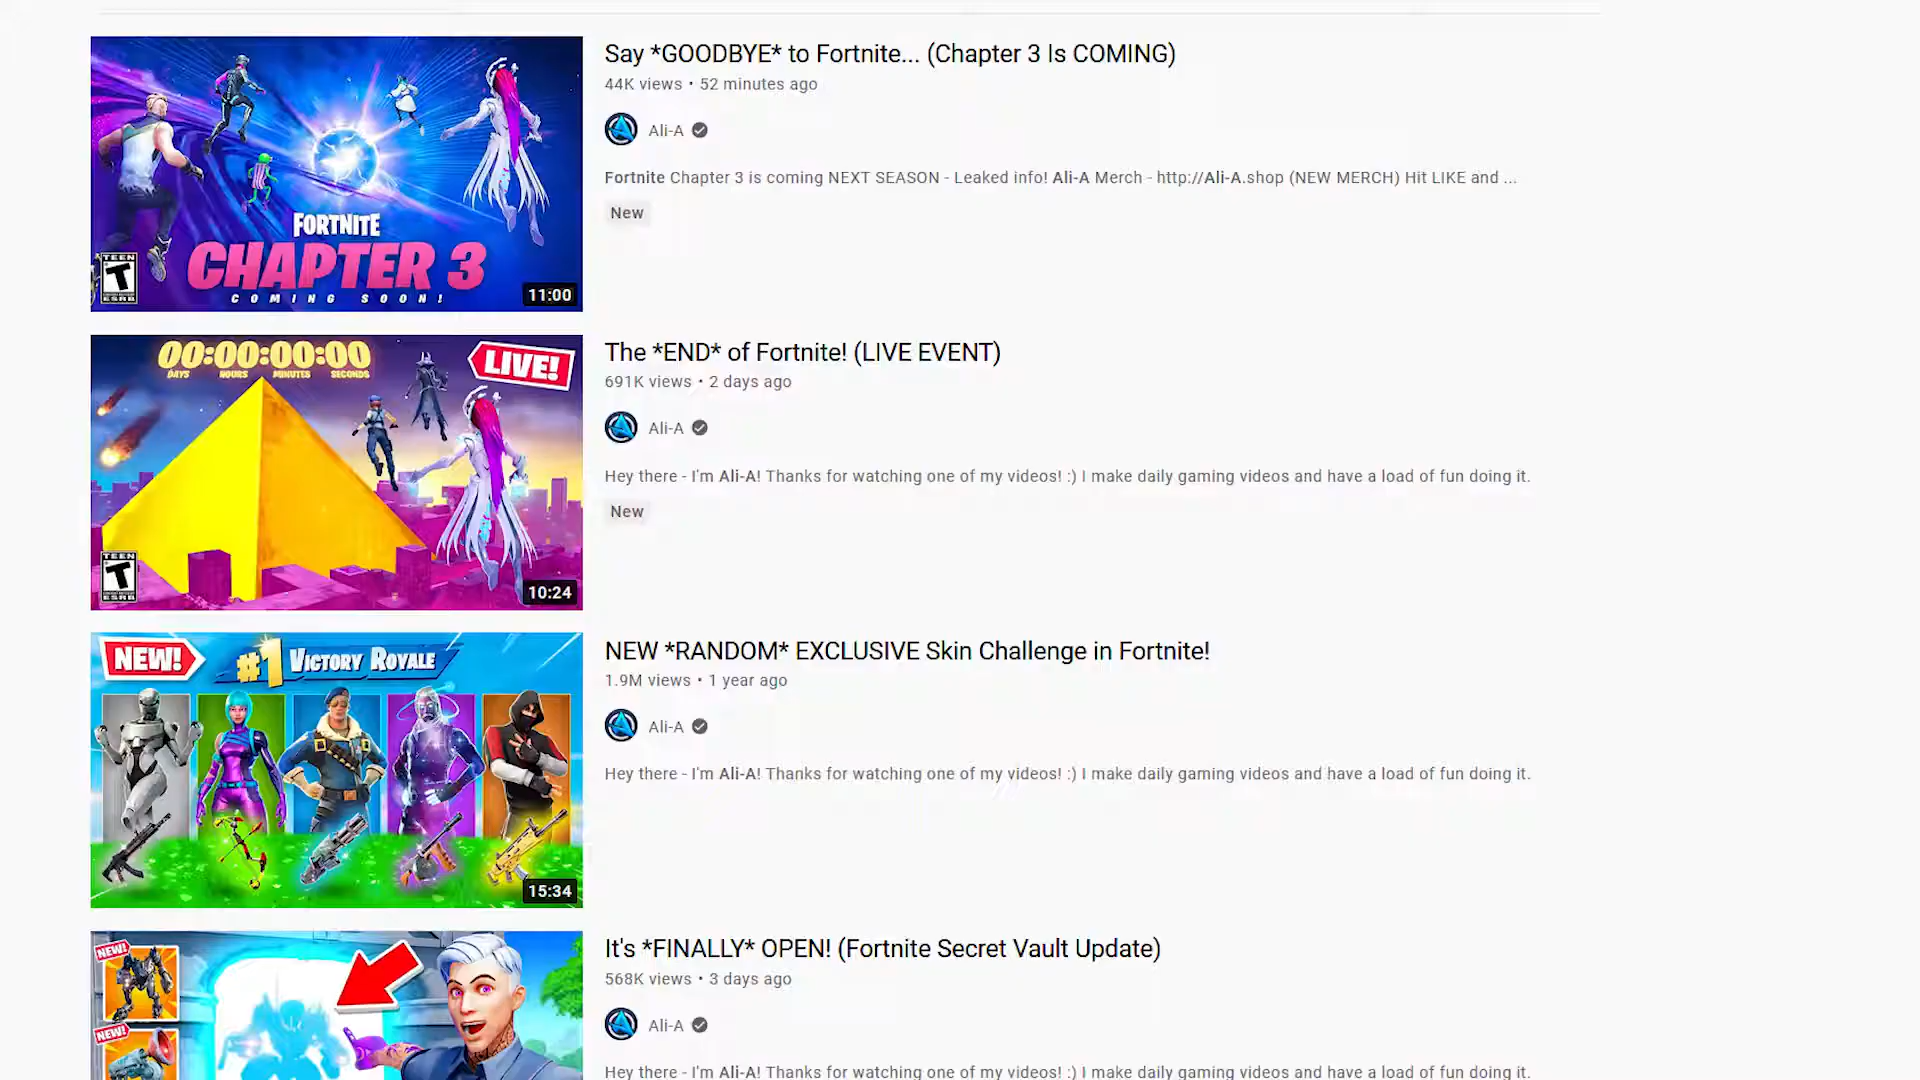 FORTNITE
CHAPTER 3
COMING SOON!
TEEN
T
ESRB
11:00
Say *GOODBYE* to Fortnite... (Chapter 3 Is COMING)
44K views • 52 minutes ago
Ali-A
Fortnite Chapter 3 is coming NEXT SEASON - Leaked info! Ali-A Merch - http://Ali-A.shop (NEW MERCH) Hit LIKE and ...
New
00:00:00:00
DAYS HOURS MINUTES SECONDS
LIVE!
TEEN
T
ESRB
10:24
The *END* of Fortnite! (LIVE EVENT)
691K views • 2 days ago
Ali-A
Hey there - I'm Ali-A! Thanks for watching one of my videos! :) I make daily gaming videos and have a load of fun doing it.
New
NEW!
#1 VICTORY ROYALE
15:34
NEW *RANDOM* EXCLUSIVE Skin Challenge in Fortnite!
1.9M views • 1 year ago
Ali-A
Hey there - I'm Ali-A! Thanks for watching one of my videos! :) I make daily gaming videos and have a load of fun doing it.
NEW!
NEW!
It's *FINALLY* OPEN! (Fortnite Secret Vault Update)
568K views • 3 days ago
Ali-A
Hey there - I'm Ali-A! Thanks for watching one of my videos! :) I make daily gaming videos and have a load of fun doing it.